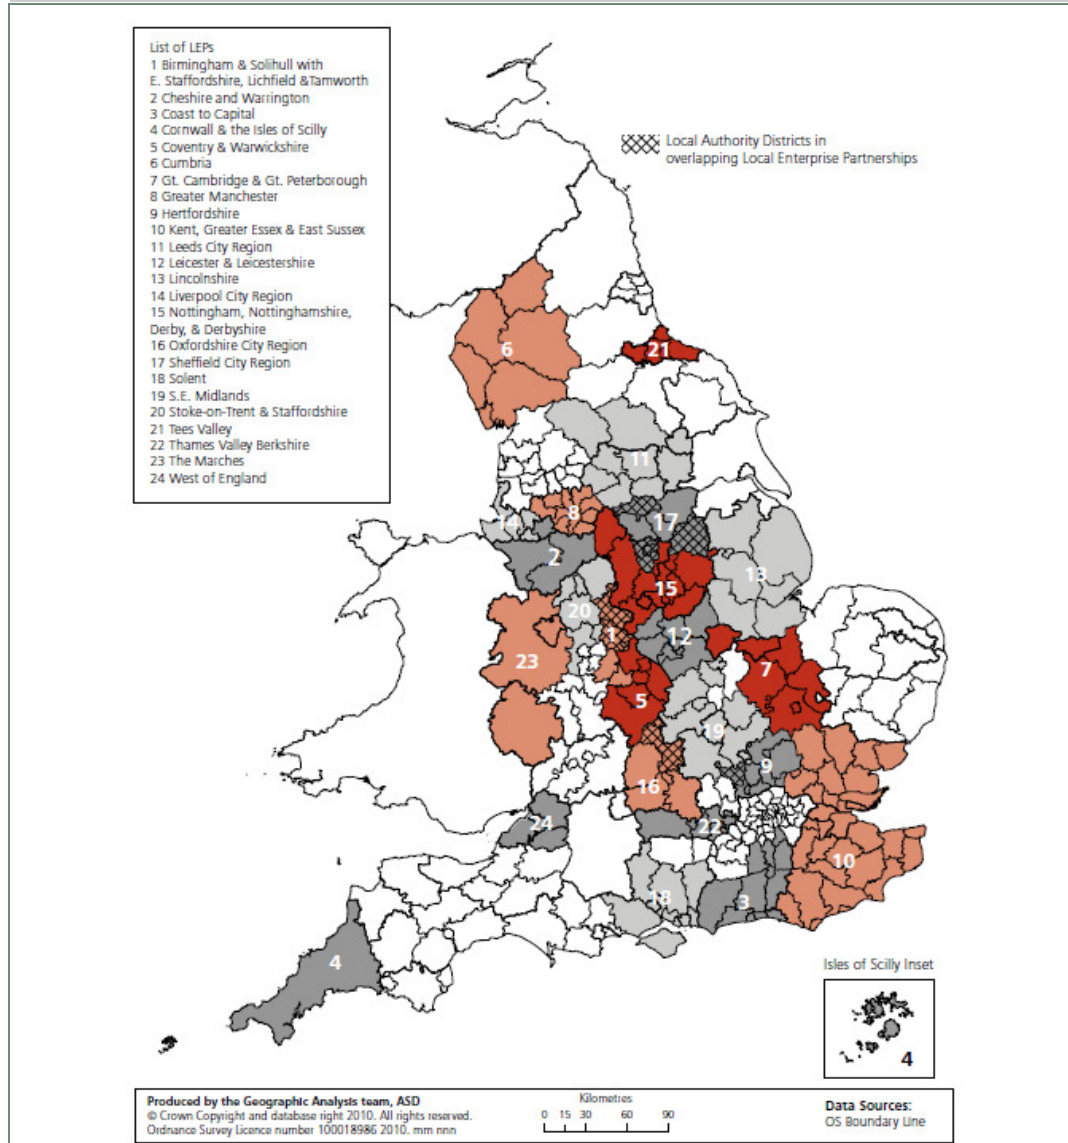 List of LEPs
1 Birmingham & Solihull with
E. Staffordshire, Lichfield &Tamworth
2 Cheshire and Warrington
3 Coast to Capital
4 Cornwall & the Isles of Scilly
5 Coventry & Warwickshire
6 Cumbria
7 Gt. Cambridge & Gt. Peterborough
8 Greater Manchester
9 Hertfordshire
10 Kent, Greater Essex & East Sussex
11 Leeds City Region
12 Leicester & Leicestershire
13 Lincolnshire
14 Liverpool City Region
15 Nottingham, Nottinghamshire,
Derby, & Derbyshire
16 Oxfordshire City Region
17 Sheffield City Region
18 Solent
19 S.E. Midlands
20 Stoke-on-Trent & Staffordshire
21 Tees Valley
22 Thames Valley Berkshire
23 The Marches
24 West of England
Local Authority Districts in
overlapping Local Enterprise Partnerships
6
21
11
14
8
17
2
15
13
20
1
12
23
7
5
19
9
16
24
22
10
18
3
4
Isles of Scilly Inset
4
Produced by the Geographic Analysis team, ASD
© Crown Copyright and database right 2010. All rights reserved.
Ordnance Survey Licence number 100018986 2010. mm nnn
Kilometres
0 15 30 60 90
Data Sources:
OS Boundary Line